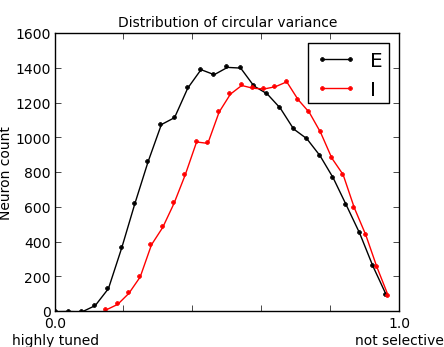 Distribution of circular variance
1600
1400
1200
1000
800
600
400
200
0
Neuron count
E
I
0.0
1.0
highly tuned
not selective